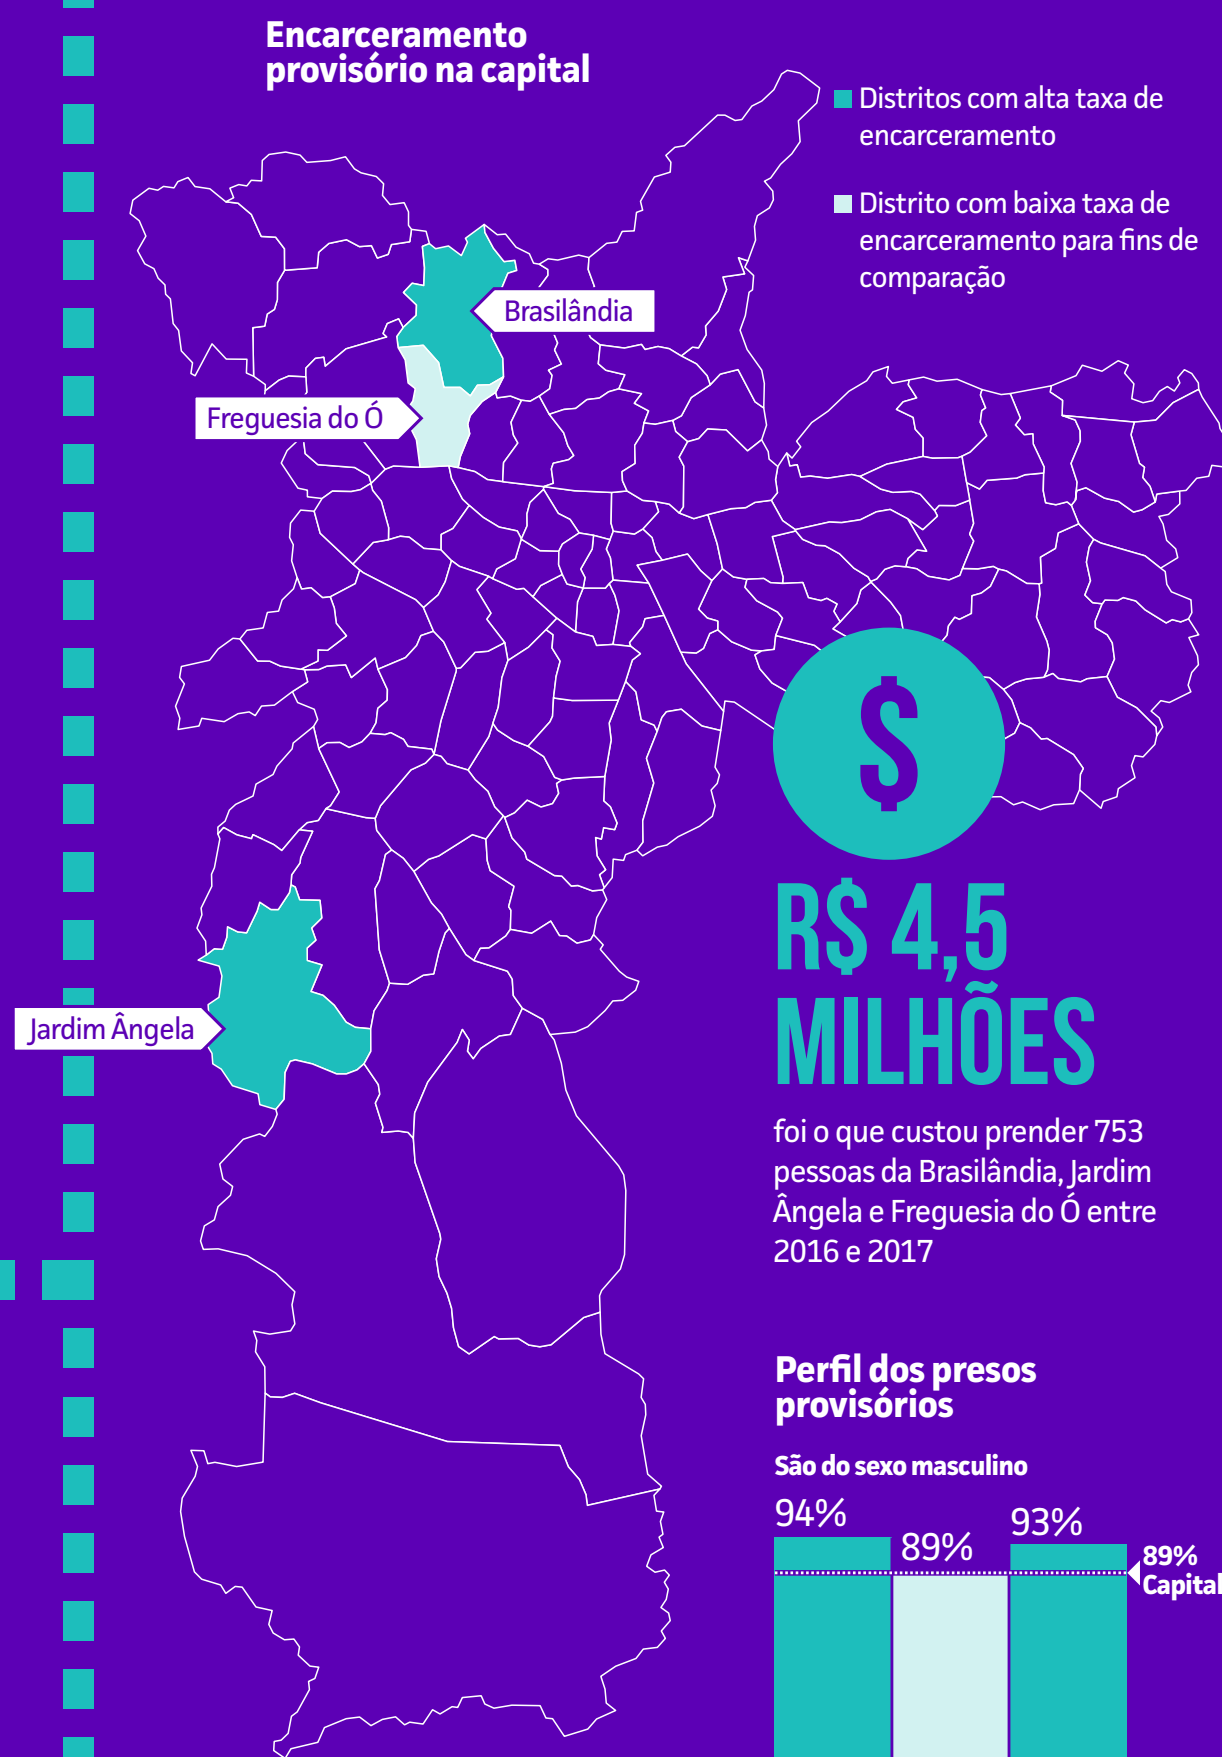 Encarceramento
provisório na capital
Distritos com alta taxa de
encarceramento
Distrito com baixa taxa de
encarceramento para fins de
comparação
Brasilândia
Freguesia do Ó
Jardim Ângela
$
R$ 4,5
MILHÕES
foi o que custou prender 753
pessoas da Brasilândia, Jardim
Ângela e Freguesia do Ó entre
2016 e 2017
Perfil dos presos
provisórios
São do sexo masculino
94%
89%
93%
89%
Capital